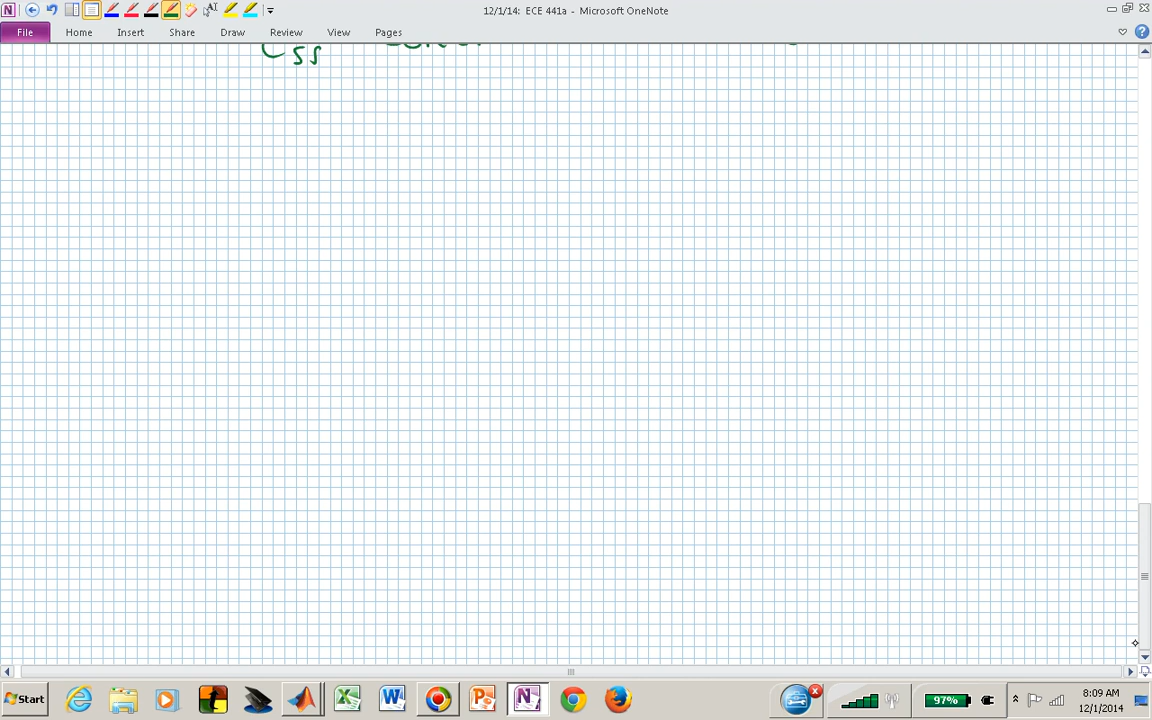 12/1/14: ECE 441a - Microsoft OneNote
File Home Insert Share Draw Review View Pages
ss
Start
97%
8:09 AM
12/1/2014